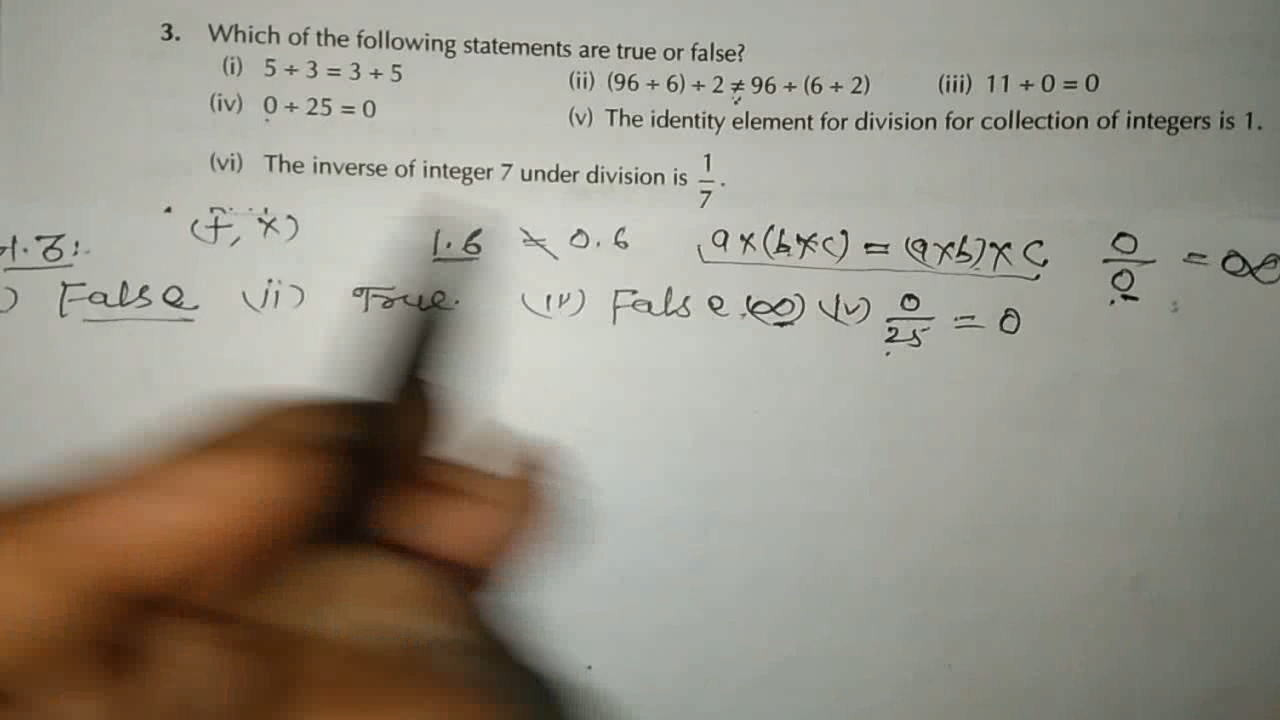 3. Which of the following statements are true or false?
(i) 5 ÷ 3 = 3 ÷ 5 (ii) (96 ÷ 6) ÷ 2 ≠ 96 ÷ (6 ÷ 2) (iii) 11 ÷ 0 = 0
(iv) 0 ÷ 25 = 0 (v) The identity element for division for collection of integers is 1.
(vi) The inverse of integer 7 under division is 1/7.
(+, ×) 1.6 ≠ 0.6 a×(b×c) = (a×b)×c 0/0 = ∞
) False (ii) True. (iv) False (∞) (iv) 0/25 = 0